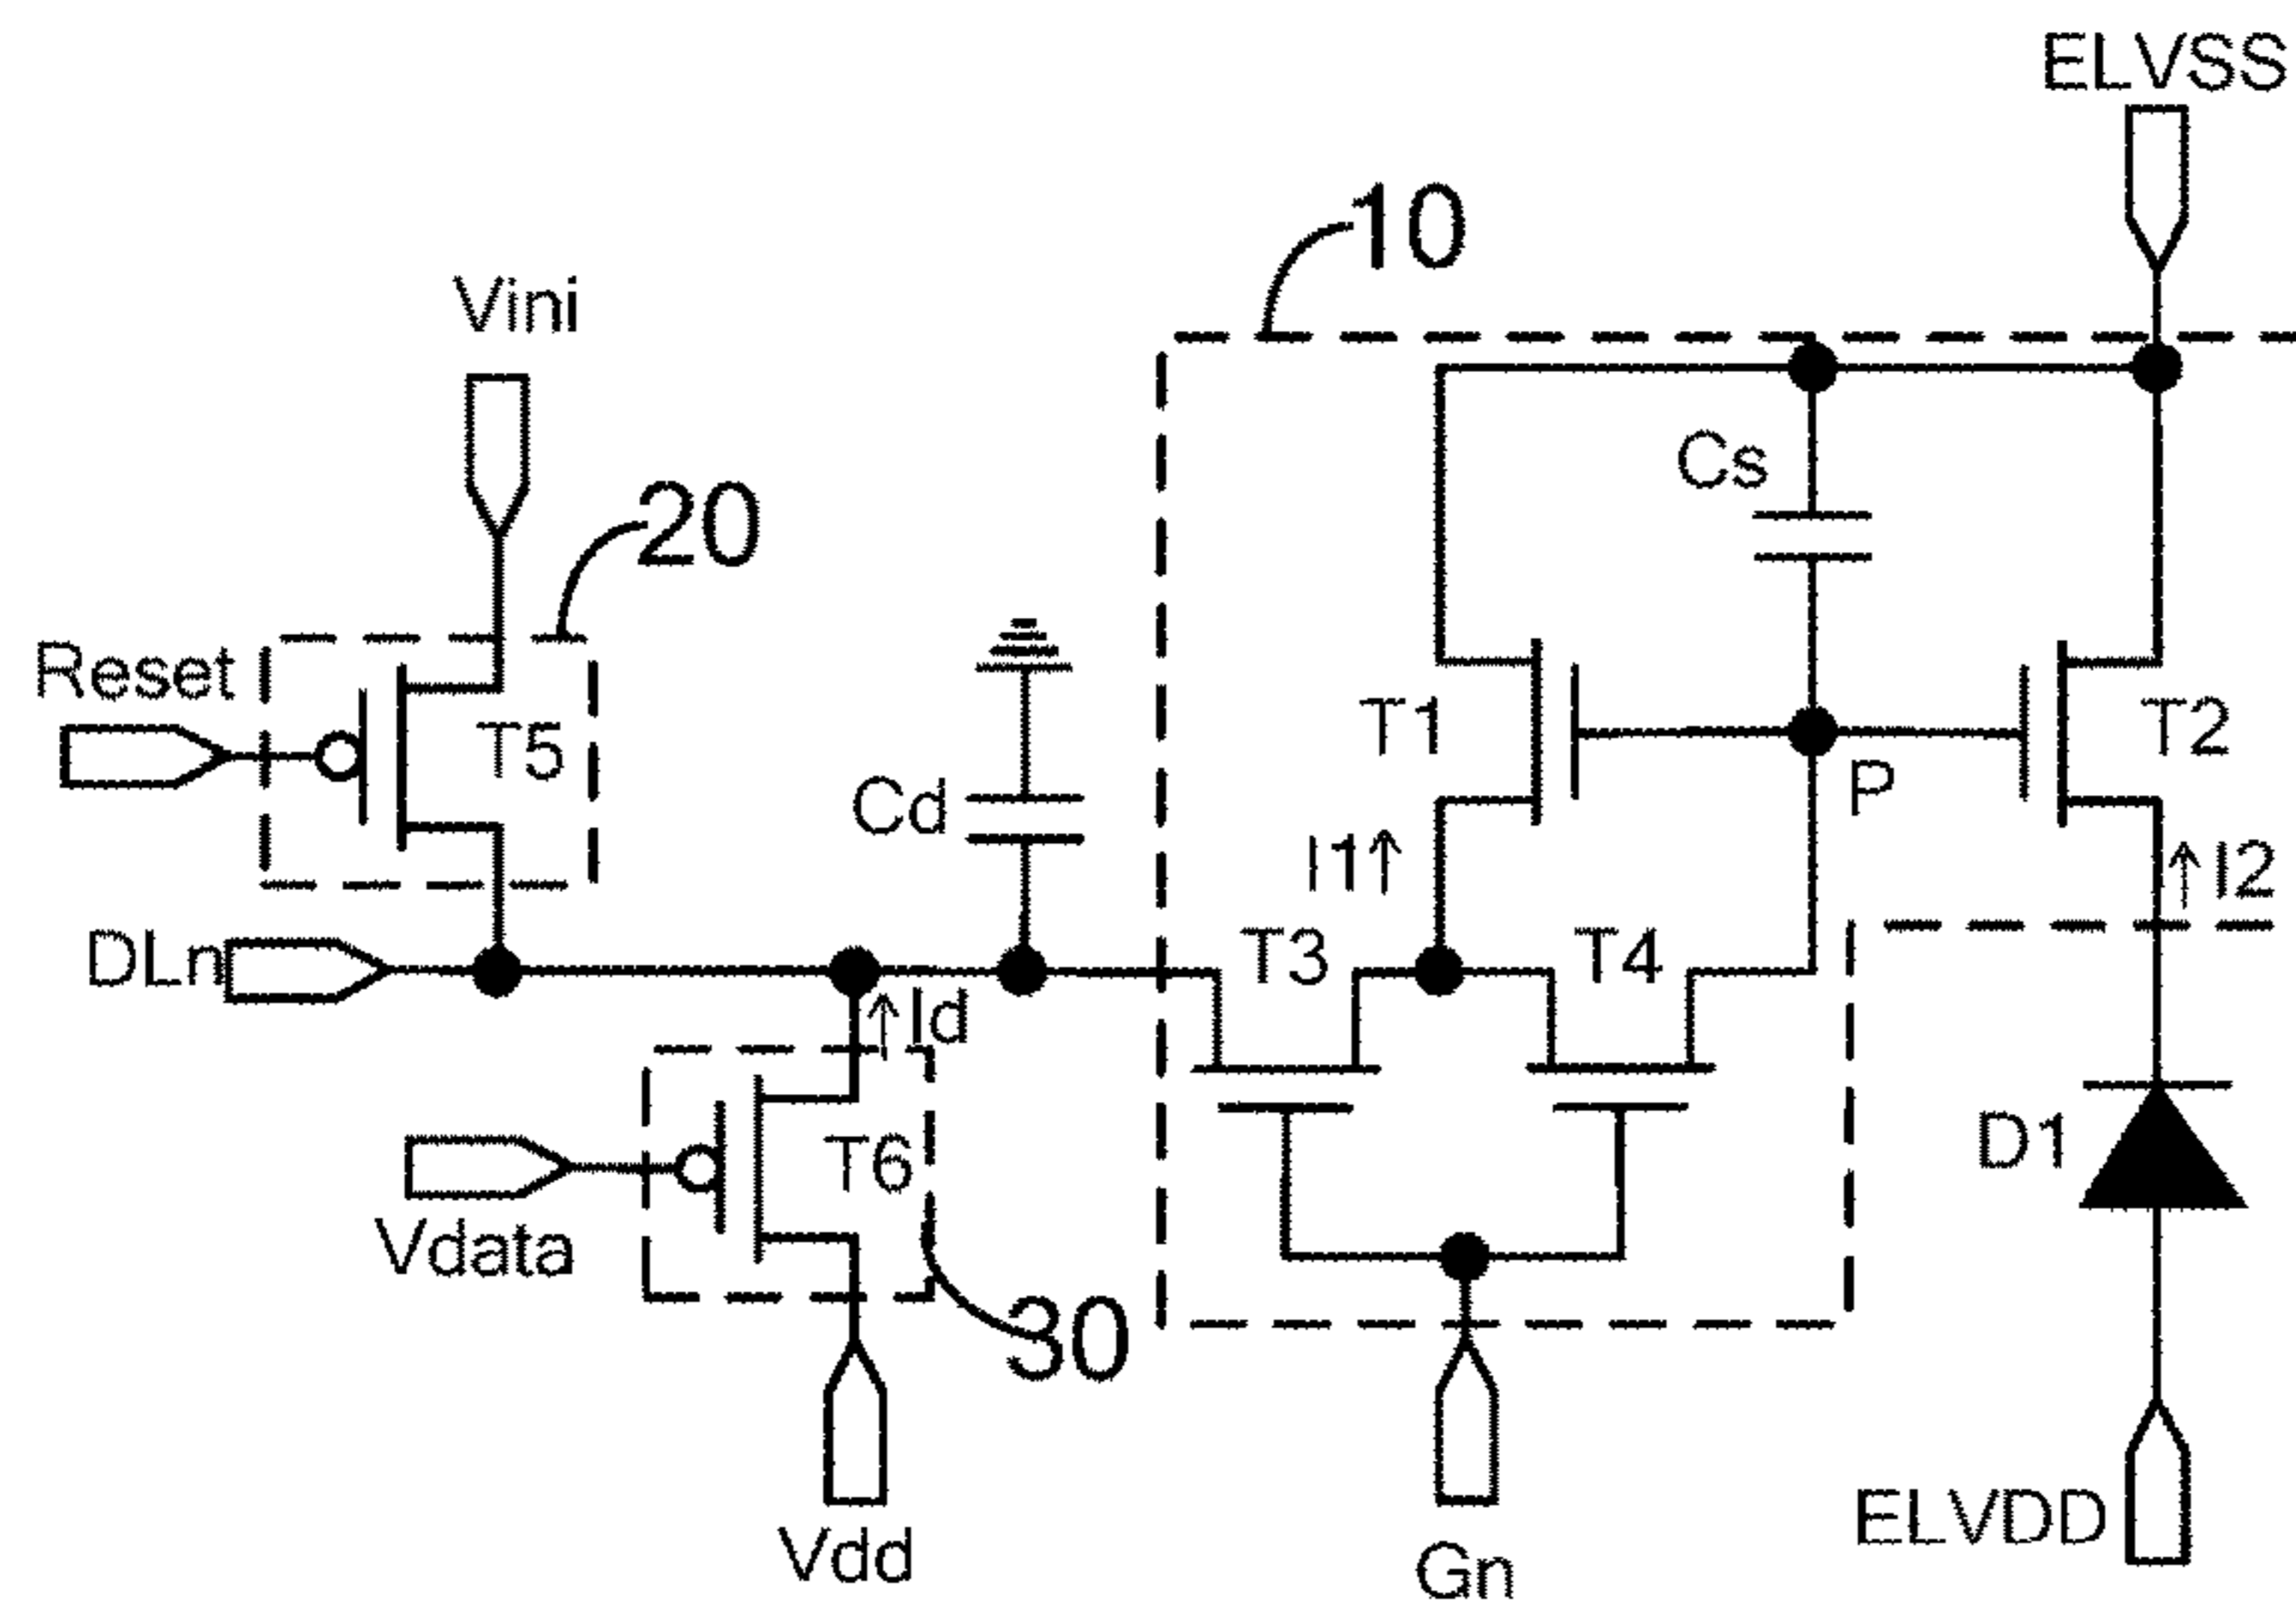 ELVSS
10
Vini
Cs
20
Reset
T5
T1
T2
P
Cd
I1
I2
DLn
T3
T4
Id
D1
T6
Vdata
30
ELVDD
Vdd
Gn